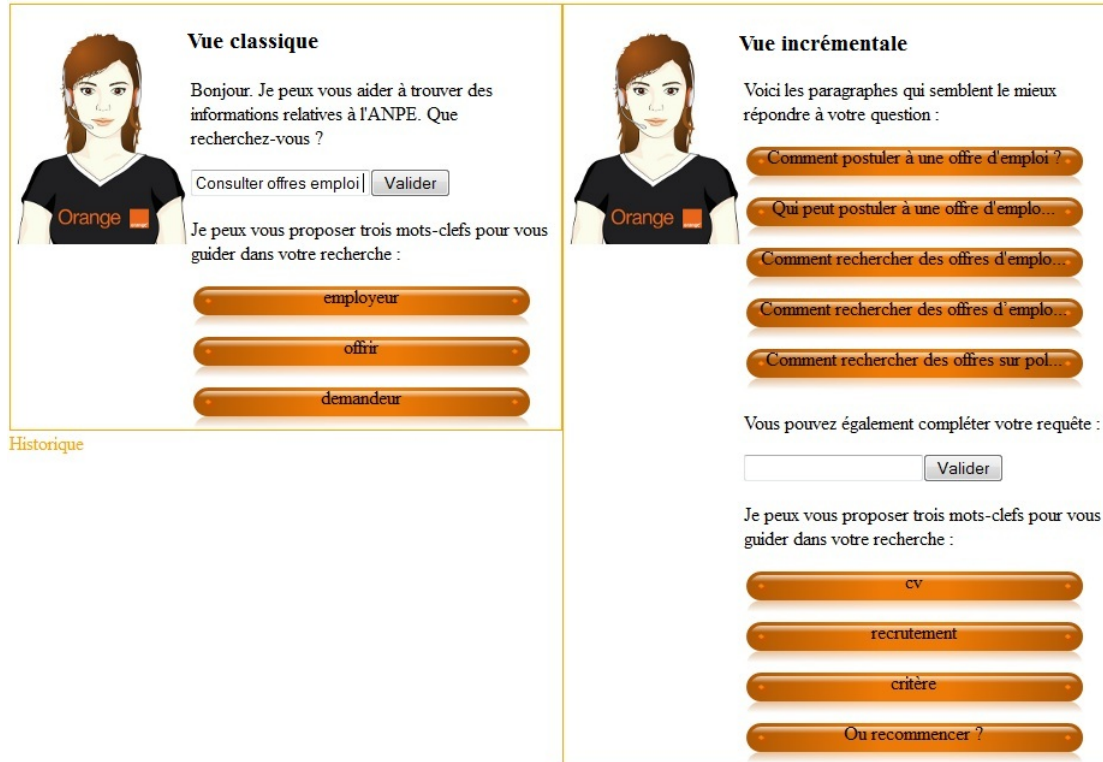 Vue classique
Bonjour. Je peux vous aider à trouver des
informations relatives à l'ANPE. Que
recherchez-vous ?
Consulter offres emploi Valider
Orange
Je peux vous proposer trois mots-clefs pour vous
guider dans votre recherche :
employeur
offrir
demandeur
Historique
Vue incrémentale
Voici les paragraphes qui semblent le mieux
répondre à votre question :
Comment postuler à une offre d'emploi ?
Qui peut postuler à une offre d'emplo...
Orange
Comment rechercher des offres d'emplo...
Comment rechercher des offres d’emplo...
Comment rechercher des offres sur pol...
Vous pouvez également compléter votre requête :
Valider
Je peux vous proposer trois mots-clefs pour vous
guider dans votre recherche :
cv
recrutement
critère
Ou recommencer ?